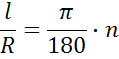 l/R = π/180 · n